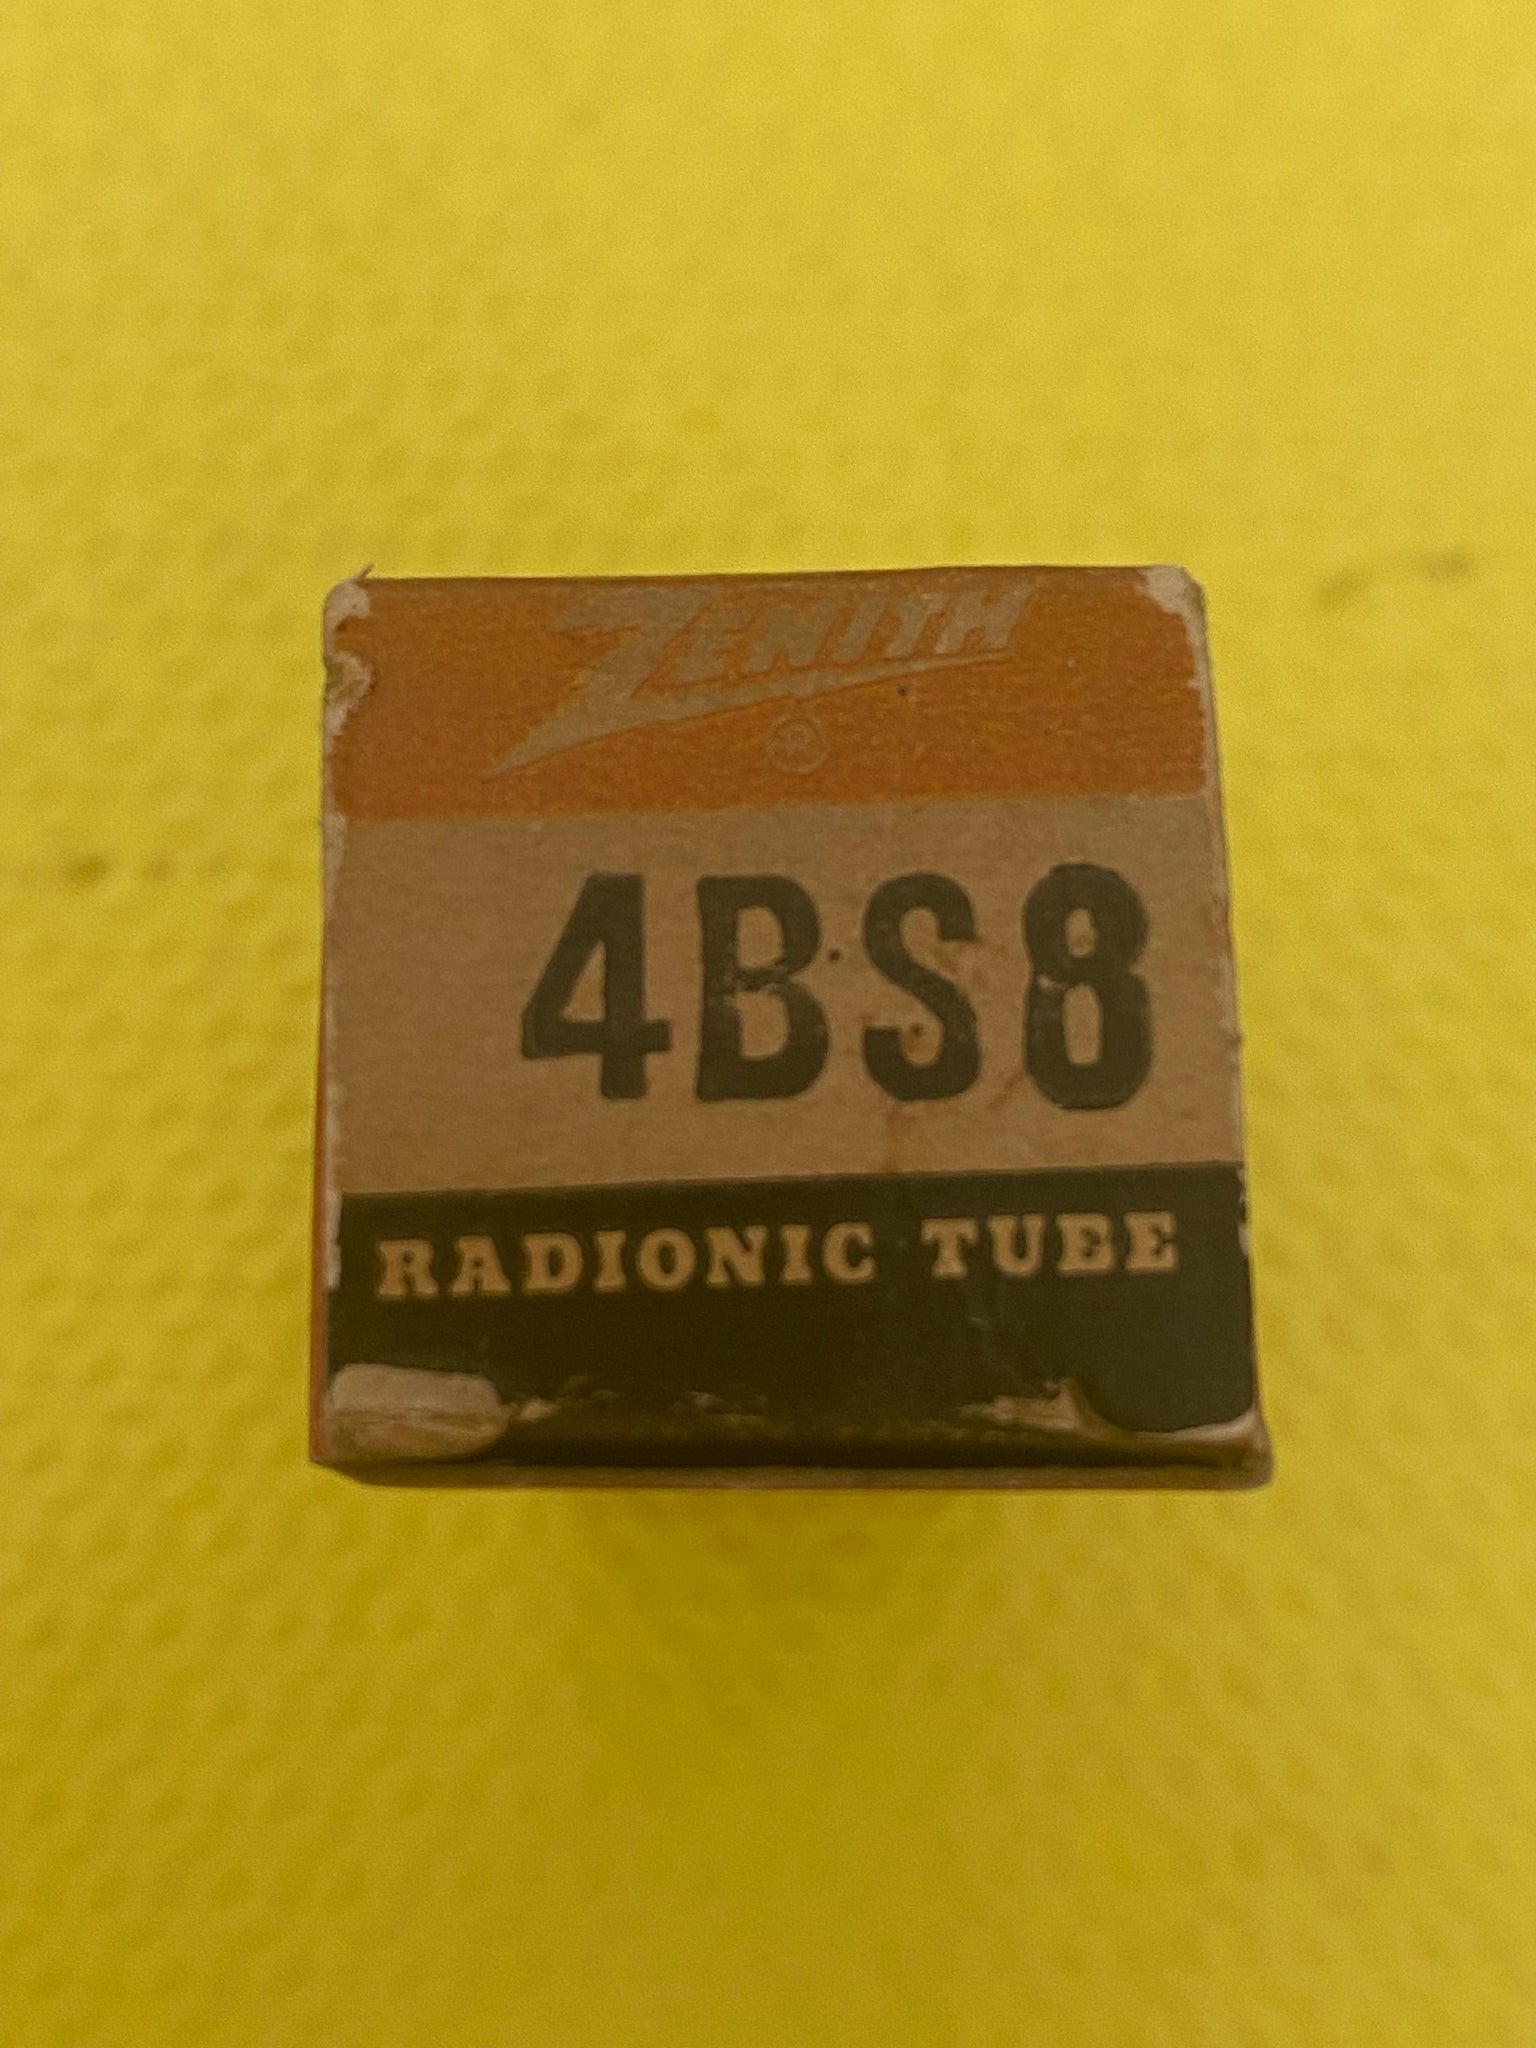 ZENITH
®
4BS8
RADIONIC TUBE